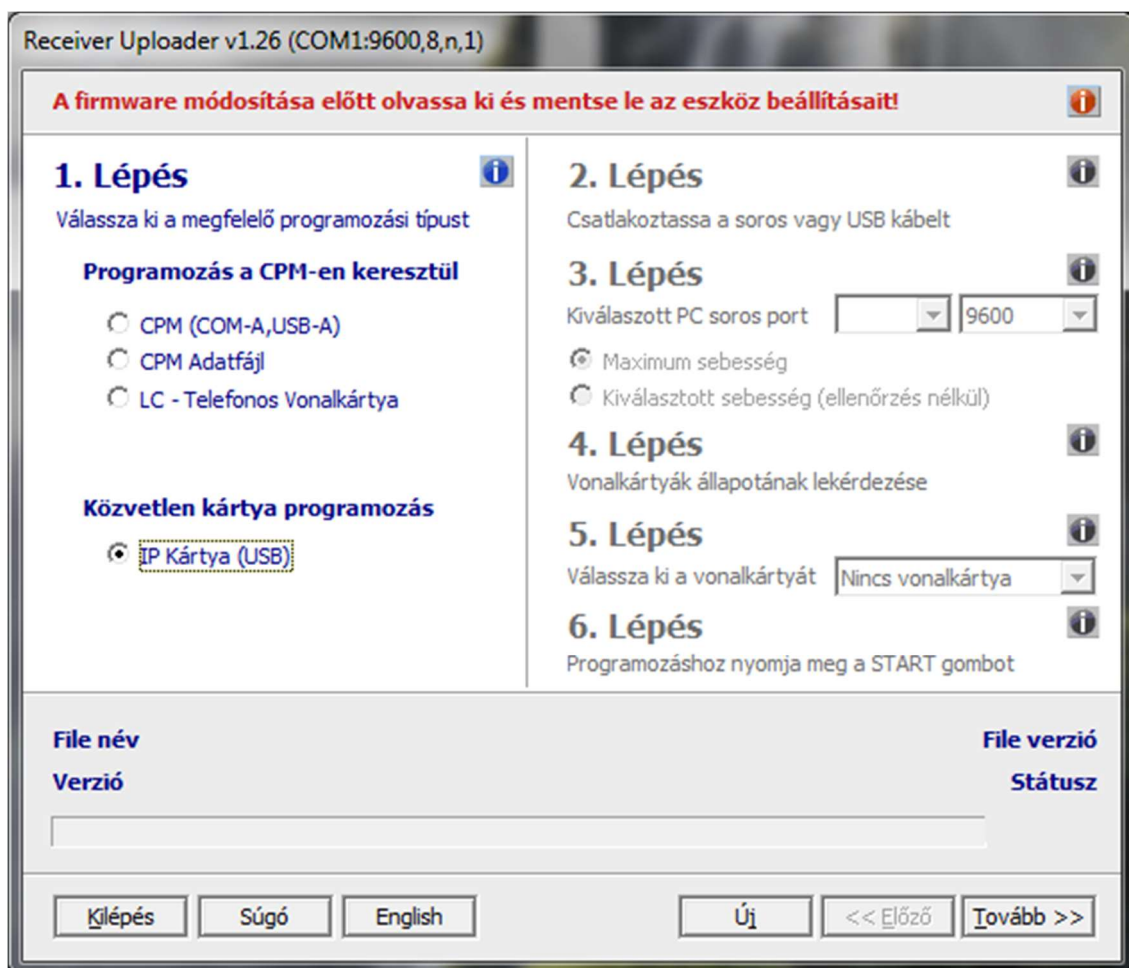 Receiver Uploader v1.26 (COM1:9600,8,n,1)
A firmware módosítása előtt olvassa ki és mentse le az eszköz beállításait!
1. Lépés
Válassza ki a megfelelő programozási típust
Programozás a CPM-en keresztül
CPM (COM-A,USB-A)
CPM Adatfájl
LC - Telefonos Vonalkártya
Közvetlen kártya programozás
IP Kártya (USB)
2. Lépés
Csatlakoztassa a soros vagy USB kábelt
3. Lépés
Kiválaszott PC soros port 9600
Maximum sebesség
Kiválasztott sebesség (ellenőrzés nélkül)
4. Lépés
Vonalkártyák állapotának lekérdezése
5. Lépés
Válassza ki a vonalkártyát Nincs vonalkártya
6. Lépés
Programozáshoz nyomja meg a START gombot
File név File verzió
Verzió Státusz
Kilépés Súgó English Új << Előző Tovább >>